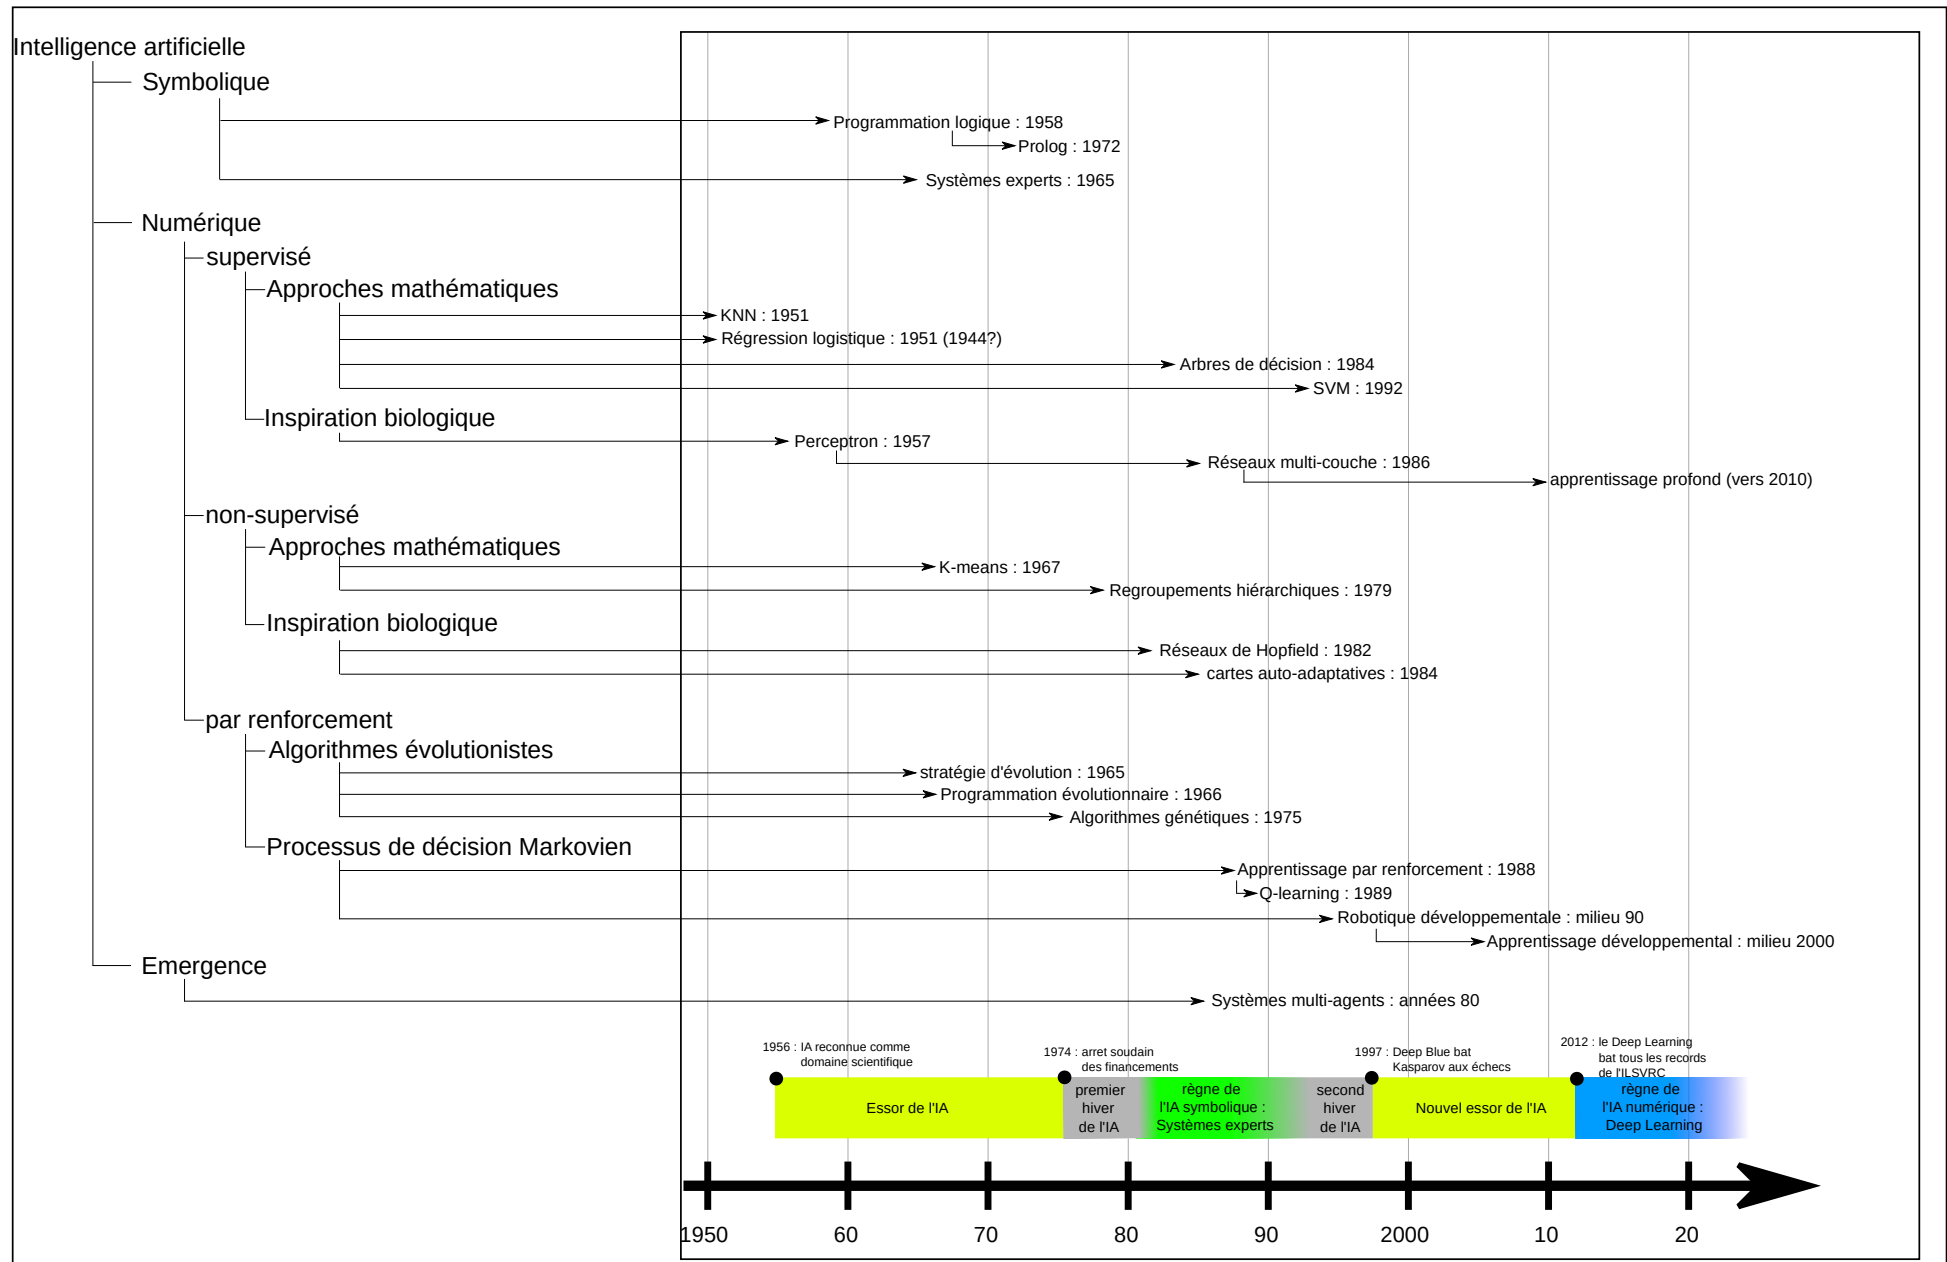 Intelligence artificielle
Symbolique
Programmation logique : 1958
Prolog : 1972
Systèmes experts : 1965
Numérique
supervisé
Approches mathématiques
KNN : 1951
Régression logistique : 1951 (1944?)
Arbres de décision : 1984
SVM : 1992
Inspiration biologique
Perceptron : 1957
Réseaux multi-couche : 1986
apprentissage profond (vers 2010)
non-supervisé
Approches mathématiques
K-means : 1967
Regroupements hiérarchiques : 1979
Inspiration biologique
Réseaux de Hopfield : 1982
cartes auto-adaptatives : 1984
par renforcement
Algorithmes évolutionistes
stratégie d'évolution : 1965
Programmation évolutionnaire : 1966
Algorithmes génétiques : 1975
Processus de décision Markovien
Apprentissage par renforcement : 1988
Q-learning : 1989
Robotique développementale : milieu 90
Apprentissage développemental : milieu 2000
Emergence
Systèmes multi-agents : années 80
1956 : IA reconnue comme
domaine scientifique
1974 : arret soudain
des financements
1997 : Deep Blue bat
Kasparov aux échecs
2012 : le Deep Learning
bat tous les records
de l'ILSVRC
Essor de l'IA
premier
hiver
de l'IA
règne de
l'IA symbolique :
Systèmes experts
second
hiver
de l'IA
Nouvel essor de l'IA
règne de
l'IA numérique :
Deep Learning
1950 60 70 80 90 2000 10 20